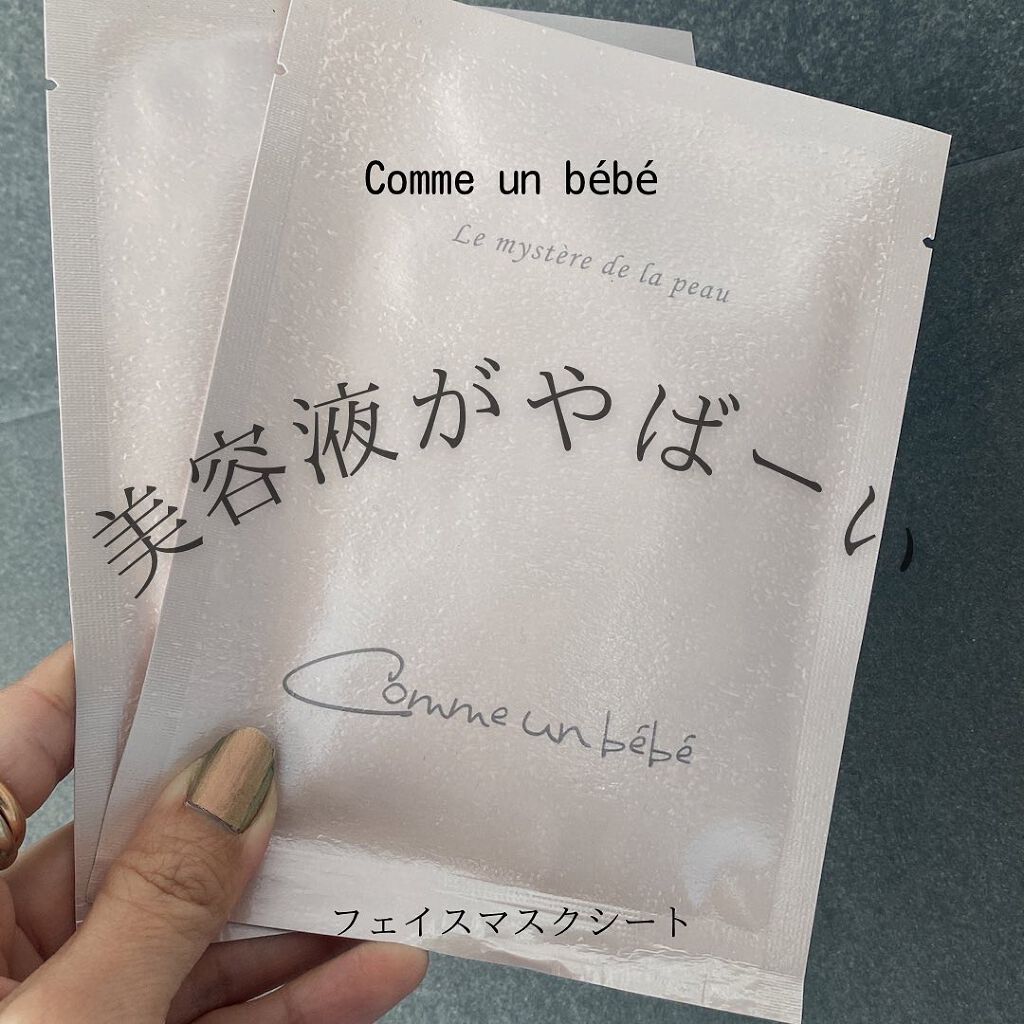 Comme un bébé
Le mystère de la peau
美容液がやばーい
Comme un bébé
フェイスマスクシート